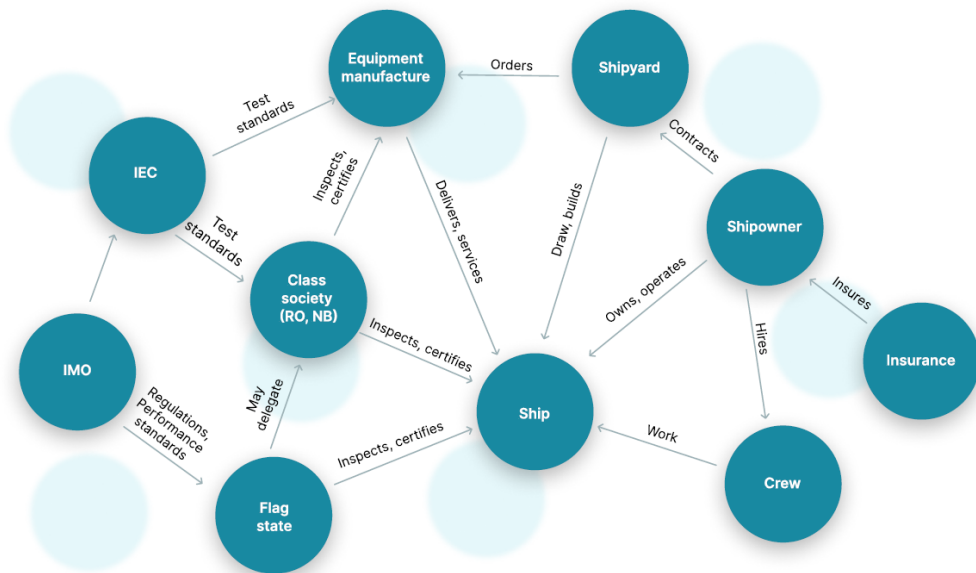 Equipment
manufacture
Orders
Shipyard
Test
standards
Contracts
IEC
Inspects,
certifies
Delivers, services
Draw, builds
Shipowner
Test
standards
Class
society
(RO, NB)
Owns, operates
Insures
Hires
Inspects, certifies
Insurance
IMO
May
delegate
Regulations,
Performance
standards
Ship
Inspects, certifies
Work
Crew
Flag
state